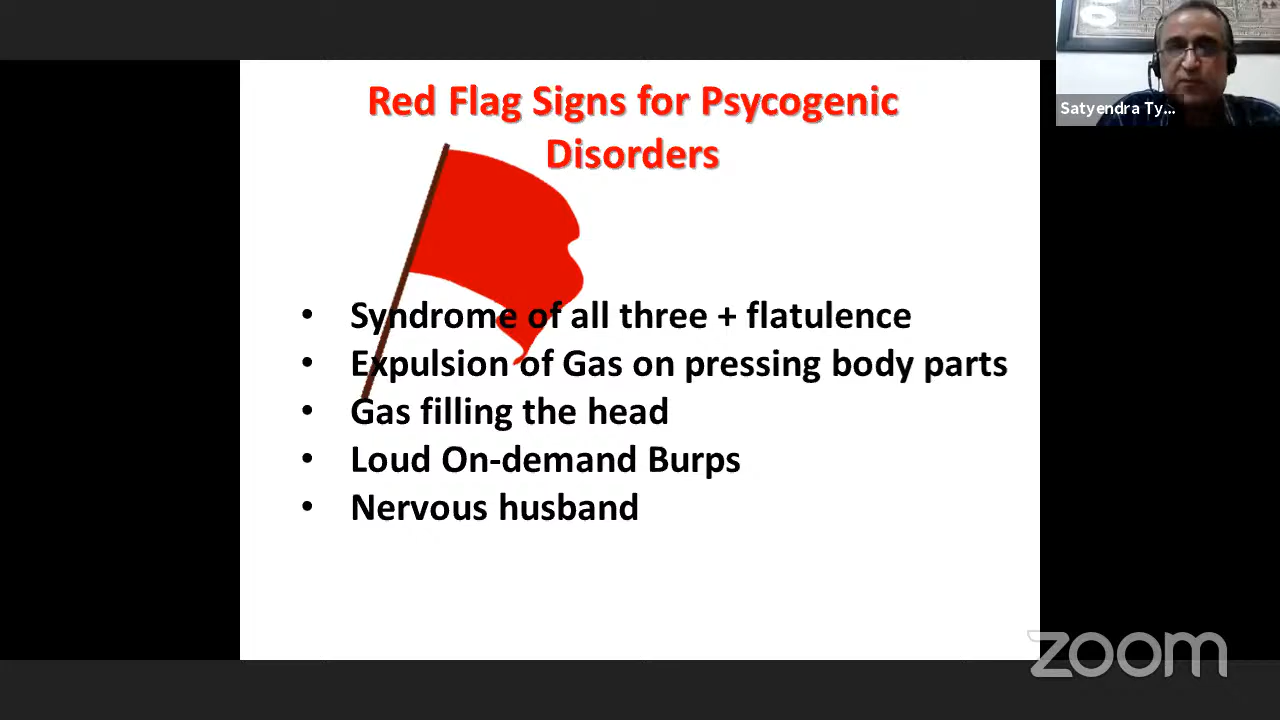 Red Flag Signs for Psycogenic
Disorders
Satyendra Ty...
• Syndrome of all three + flatulence
• Expulsion of Gas on pressing body parts
• Gas filling the head
• Loud On-demand Burps
• Nervous husband
zoom